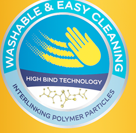 WASHABLE & EASY CLEANING
HIGH BIND TECHNOLOGY
INTERLINKING POLYMER PARTICLES